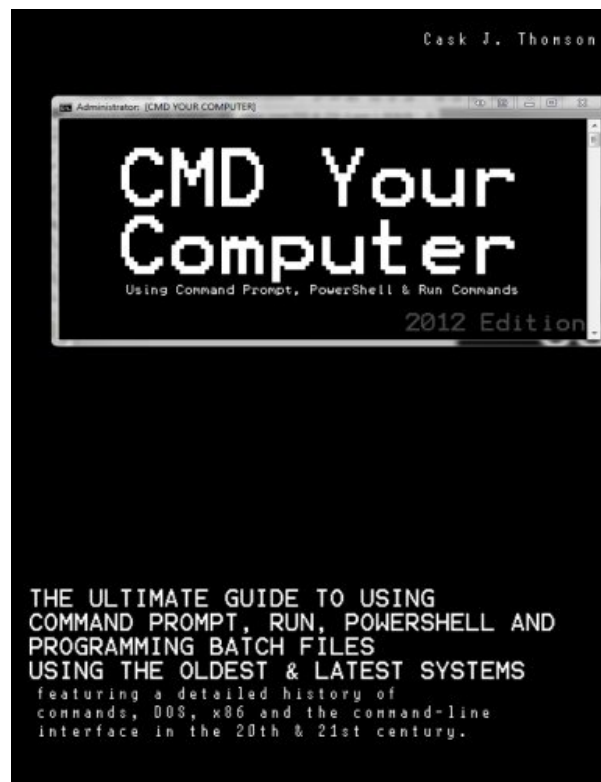 Cask J. Thomson
Administrator: [CMD YOUR COMPUTER]
CMD Your
Computer
Using Command Prompt, PowerShell & Run Commands
2012 Edition
THE ULTIMATE GUIDE TO USING
COMMAND PROMPT, RUN, POWERSHELL AND
PROGRAMMING BATCH FILES
USING THE OLDEST & LATEST SYSTEMS
featuring a detailed history of
commands, DOS, x86 and the command-line
interface in the 20th & 21st century.